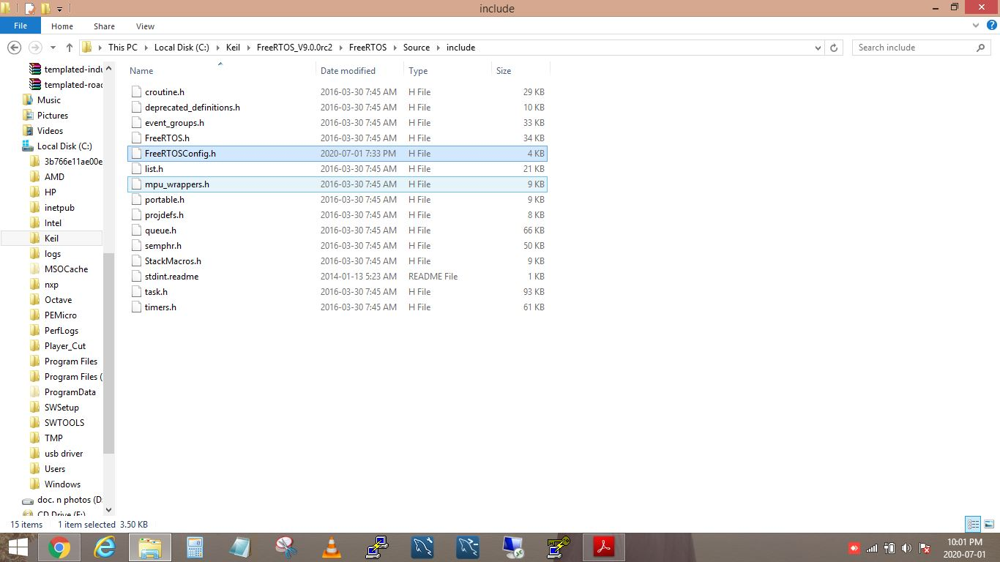 include
File Home Share View
This PC Local Disk (C:) Keil FreeRTOS_V9.0.0rc2 FreeRTOS Source include Search include
templated-indu
templated-road
Music
Pictures
Videos
Local Disk (C:)
3b766e11ae00e
AMD
HP
inetpub
Intel
Keil
logs
MSOCache
nxp
Octave
PEMicro
PerfLogs
Player_Cut
Program Files
Program Files (
ProgramData
SWSetup
SWTOOLS
TMP
usb driver
Users
Windows
doc. n photos (D:
CD Drive (F:)
Name Date modified Type Size
croutine.h 2016-03-30 7:45 AM H File 29 KB
deprecated_definitions.h 2016-03-30 7:45 AM H File 10 KB
event_groups.h 2016-03-30 7:45 AM H File 33 KB
FreeRTOS.h 2016-03-30 7:45 AM H File 34 KB
FreeRTOSConfig.h 2020-07-01 7:33 PM H File 4 KB
list.h 2016-03-30 7:45 AM H File 21 KB
mpu_wrappers.h 2016-03-30 7:45 AM H File 9 KB
portable.h 2016-03-30 7:45 AM H File 9 KB
projdefs.h 2016-03-30 7:45 AM H File 8 KB
queue.h 2016-03-30 7:45 AM H File 66 KB
semphr.h 2016-03-30 7:45 AM H File 50 KB
StackMacros.h 2016-03-30 7:45 AM H File 9 KB
stdint.readme 2014-01-13 5:23 AM README File 1 KB
task.h 2016-03-30 7:45 AM H File 93 KB
timers.h 2016-03-30 7:45 AM H File 61 KB
15 items 1 item selected 3.50 KB
10:01 PM
2020-07-01